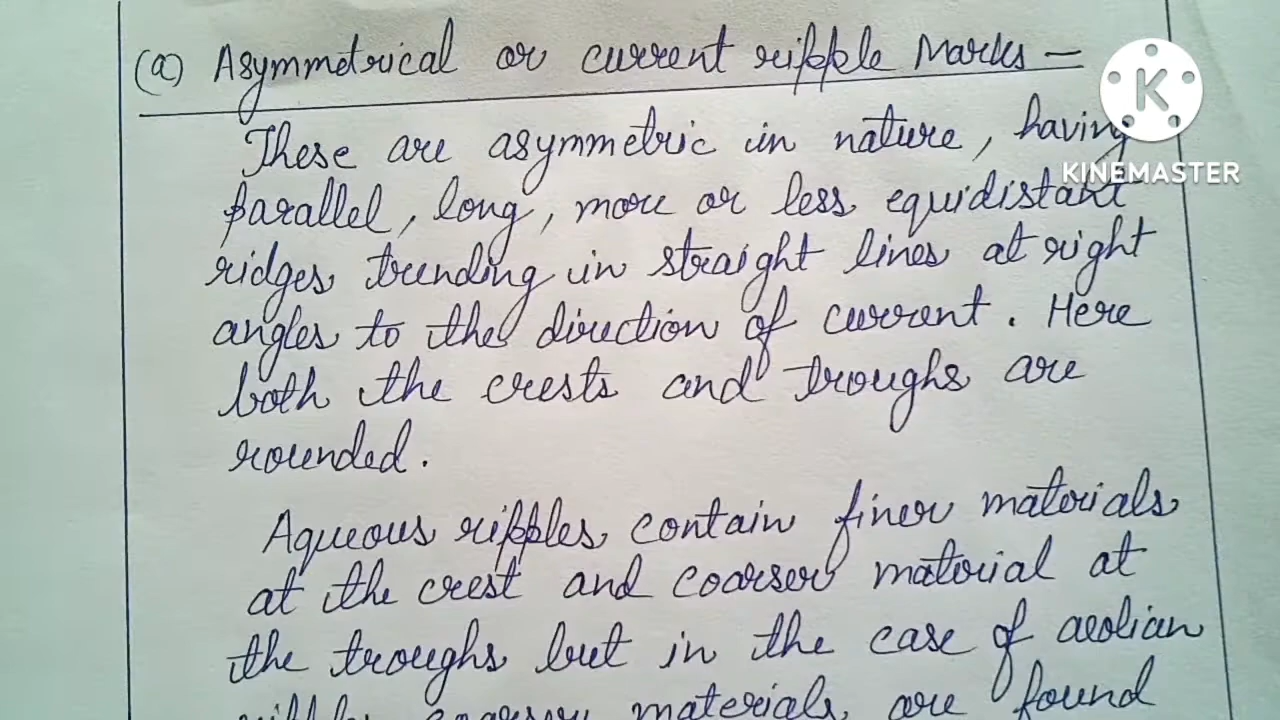 (a) Asymmetrical or current ripple Marks —
K
KINEMASTER
These are asymmetric in nature, having
parallel, long, more or less equidistant
ridges trending in straight lines at right
angles to the direction of current. Here
both the crests and troughs are
rounded.
Aqueous ripples contain finer materials
at the crest and coarser material at
the troughs but in the case of aeolian
ripples coarser materials are found